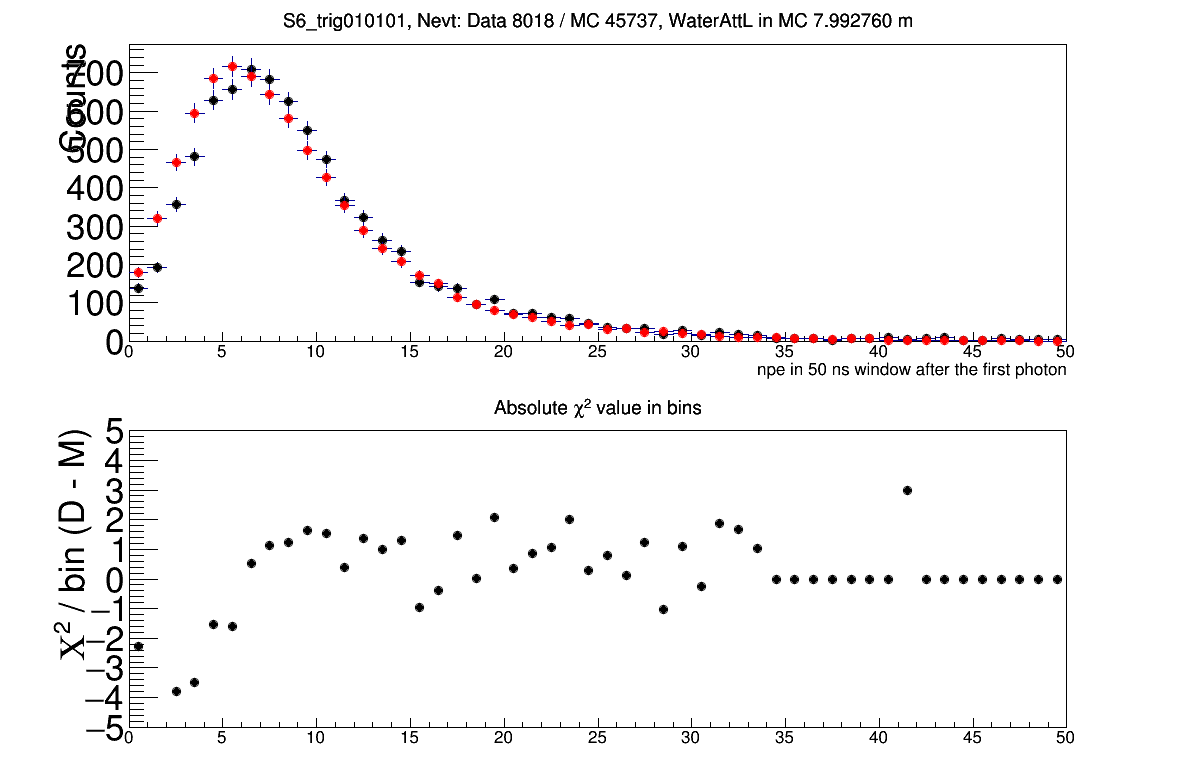 S6_trig010101, Nevt: Data 8018 / MC 45737, WaterAttL in MC 7.992760 m
Counts
700
600
500
400
300
200
100
0
0 5 10 15 20 25 30 35 40 45 50
npe in 50 ns window after the first photon
Absolute χ² value in bins
X² / bin (D - M)
5
4
3
2
1
0
−1
−2
−3
−4
−5
0 5 10 15 20 25 30 35 40 45 50